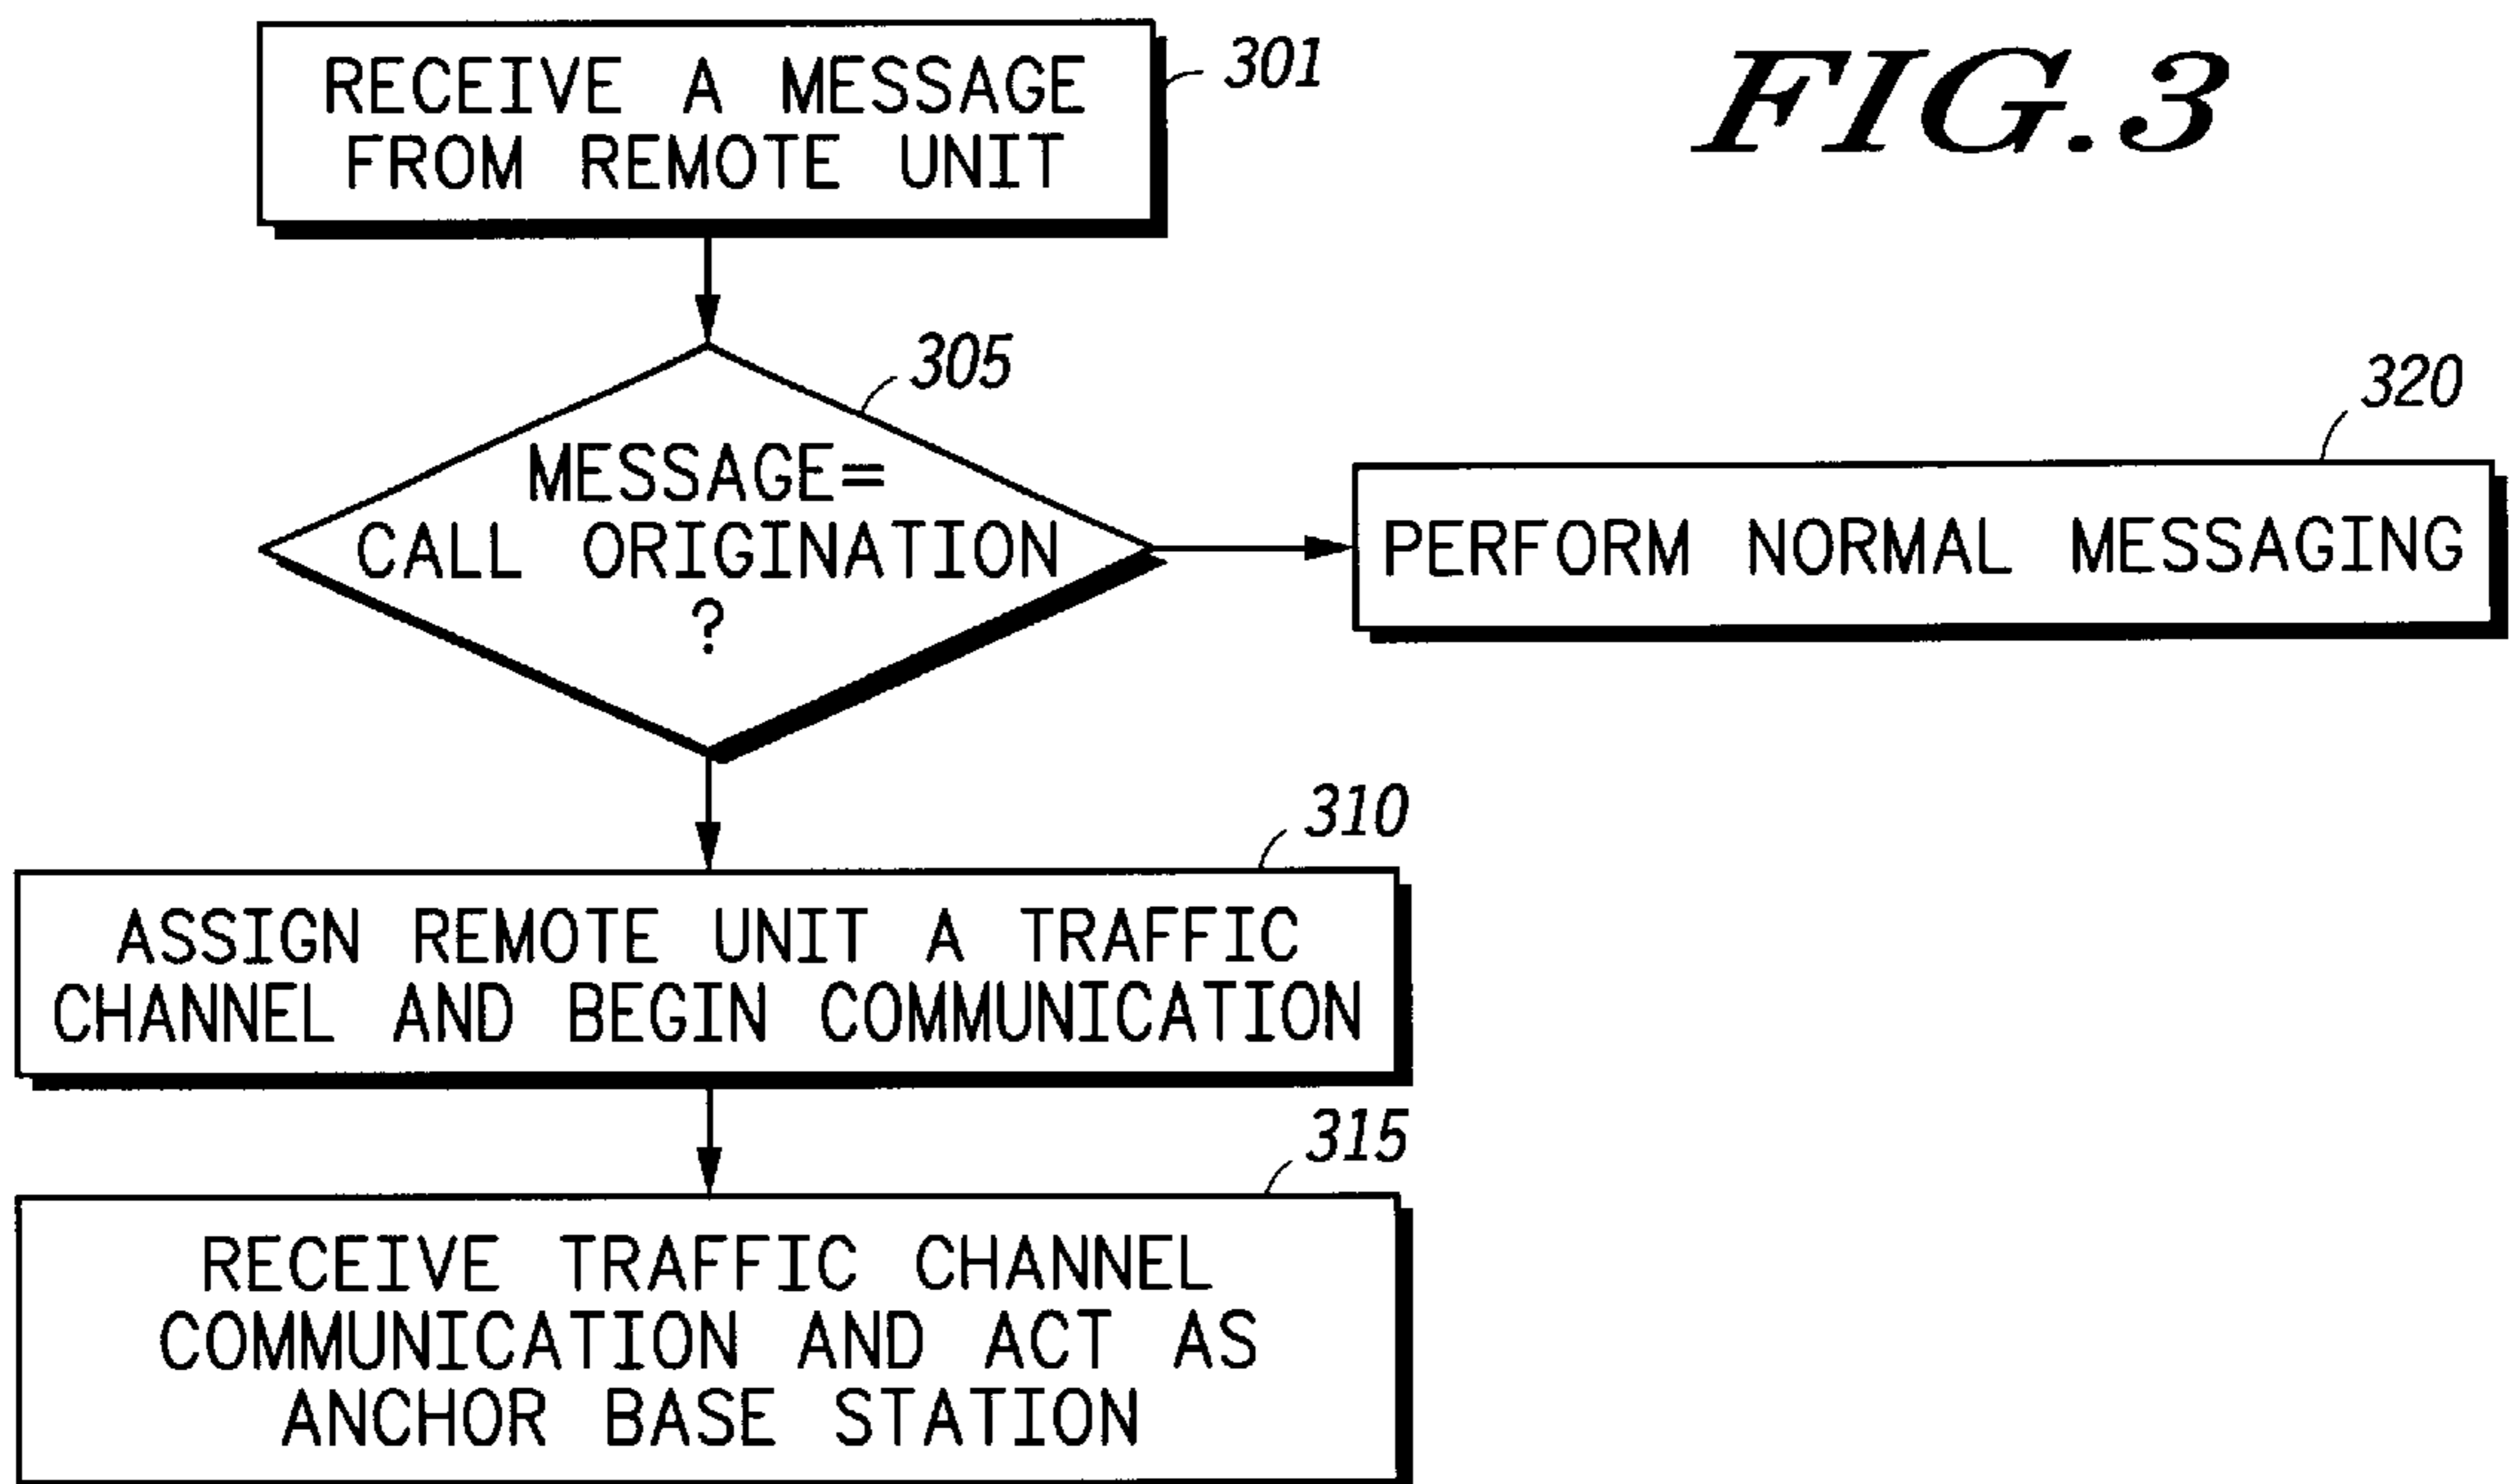 FIG.3
RECEIVE A MESSAGE
FROM REMOTE UNIT
301
MESSAGE=
CALL ORIGINATION
?
305
PERFORM NORMAL MESSAGING
320
ASSIGN REMOTE UNIT A TRAFFIC
CHANNEL AND BEGIN COMMUNICATION
310
RECEIVE TRAFFIC CHANNEL
COMMUNICATION AND ACT AS
ANCHOR BASE STATION
315